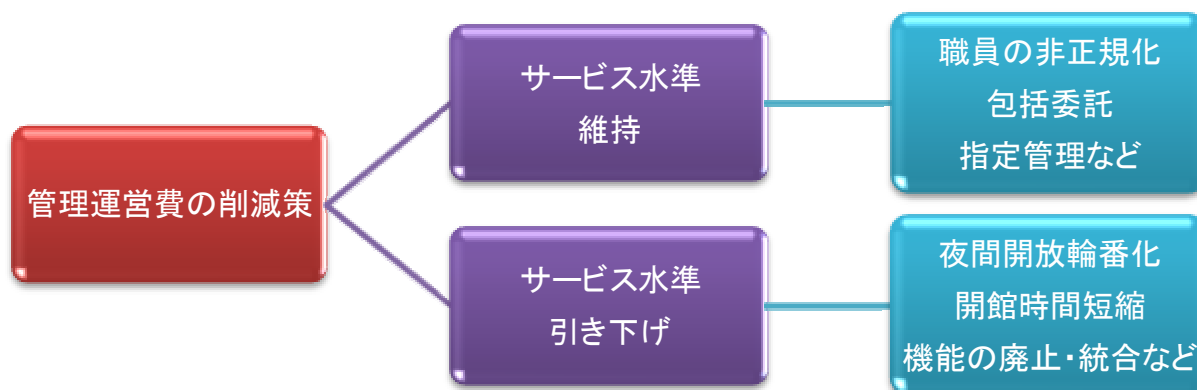 管理運営費の削減策
サービス水準
維持
職員の非正規化
包括委託
指定管理など
サービス水準
引き下げ
夜間開放輪番化
開館時間短縮
機能の廃止・統合など